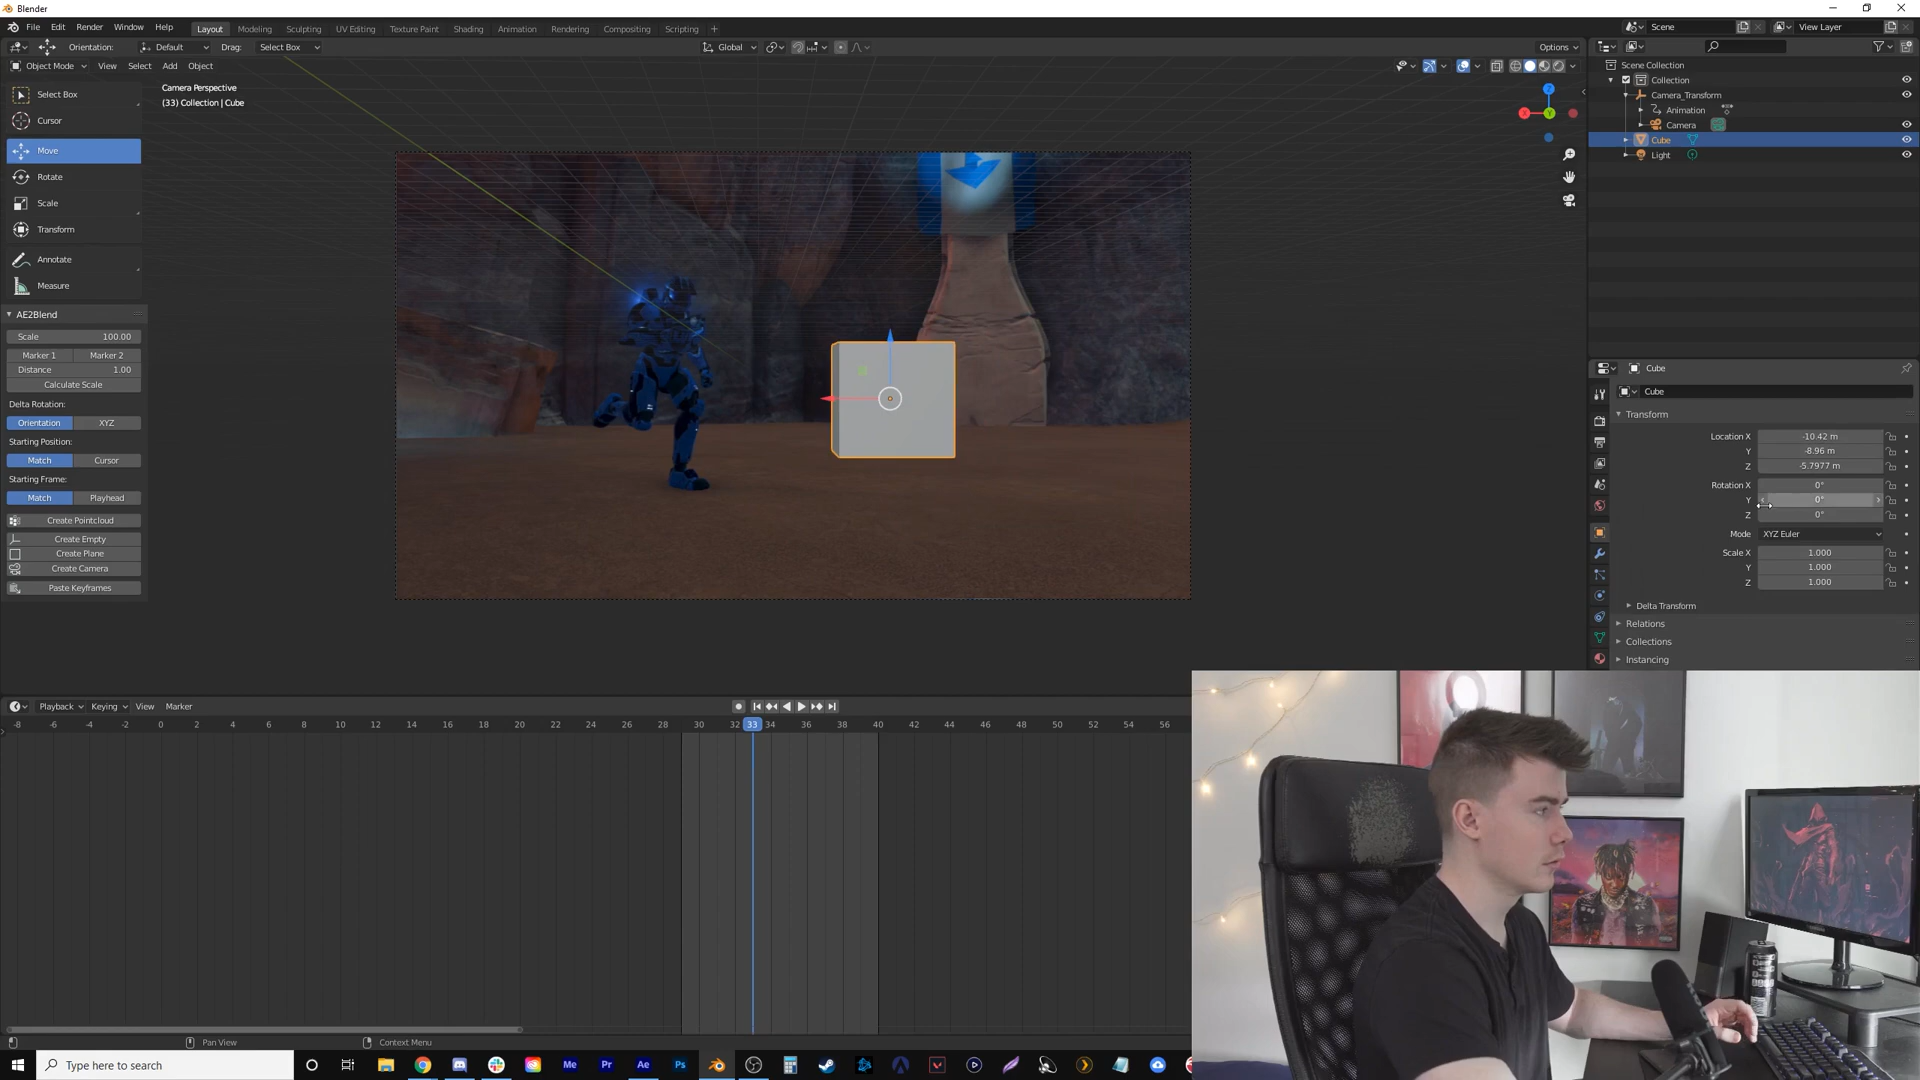 Blender
File Edit Render Window Help
Layout Modeling Sculpting UV Editing Texture Paint Shading Animation Rendering Compositing Scripting +
Scene
View Layer
Orientation: Default Drag: Select Box
Global
Options
Object Mode View Select Add Object
Camera Perspective
(33) Collection | Cube
Select Box
Cursor
Move
Rotate
Scale
Transform
Annotate
Measure
AE2Blend
Scale 100.00
Marker 1 Marker 2
Distance 1.00
Calculate Scale
Delta Rotation:
Orientation XYZ
Starting Position:
Match Cursor
Starting Frame:
Match Playhead
Create Pointcloud
Create Empty
Create Plane
Create Camera
Paste Keyframes
Z
X
Y
Scene Collection
Collection
Camera_Transform
Animation
Camera
Cube
Light
Cube
Cube
Transform
Location X -10.42 m
Y -8.96 m
Z -5.7977 m
Rotation X 0°
Y 0°
Z 0°
Mode XYZ Euler
Scale X 1.000
Y 1.000
Z 1.000
Delta Transform
Relations
Collections
Instancing
Playback Keying View Marker
-8 -6 -4 -2 0 2 4 6 8 10 12 14 16 18 20 22 24 26 28 30 32 33 34 36 38 40 42 44 46 48 50 52 54 56
Pan View
Context Menu
Type here to search
Me Pr Ae Ps